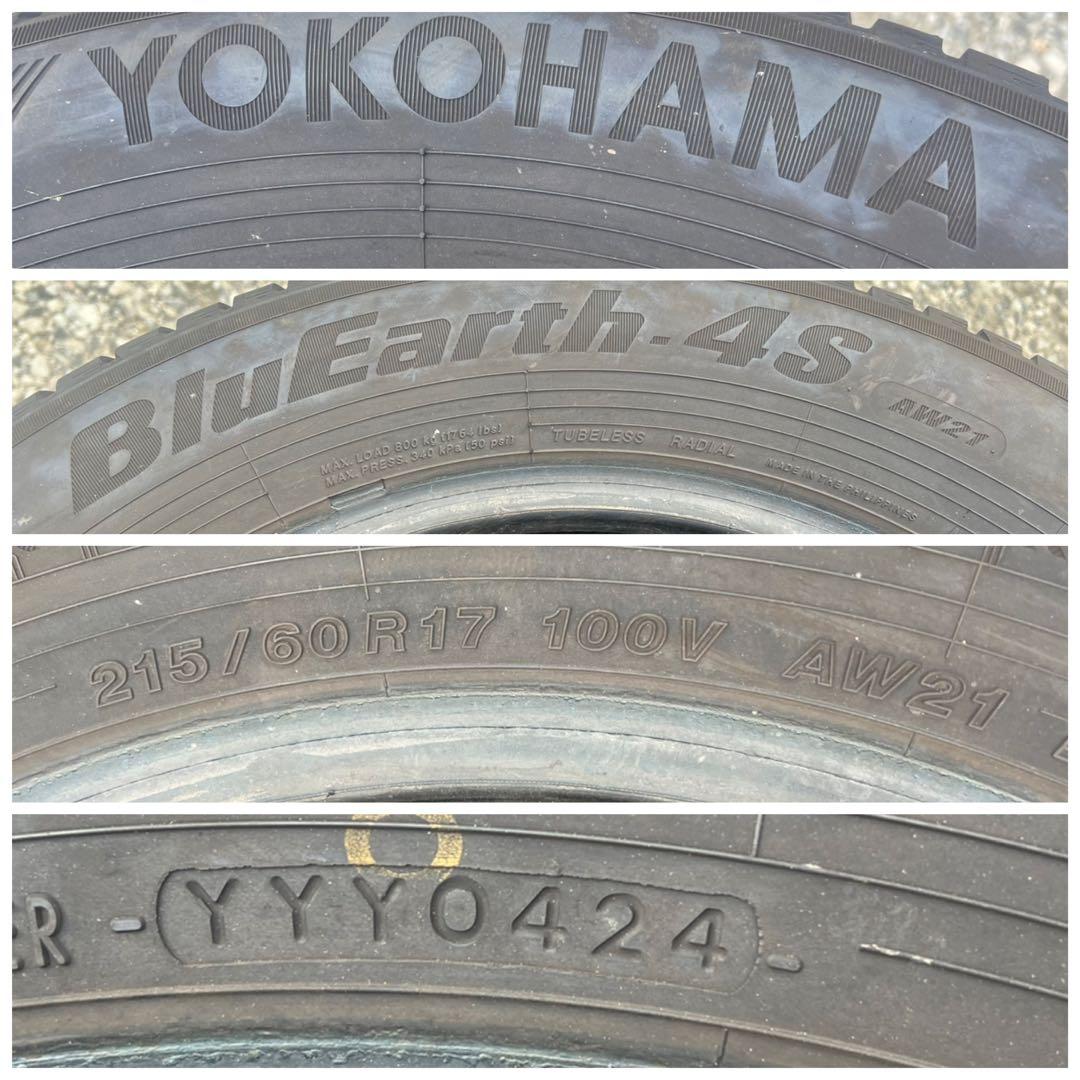 YOKOHAMA
BluEarth-4S AW21
MAX. LOAD 800 kg (1764 lbs)
MAX. PRESS. 340 kPa (50 psi)
TUBELESS RADIAL
MADE IN THE PHILIPPINES
215/60R17 100V AW21
YYY0424